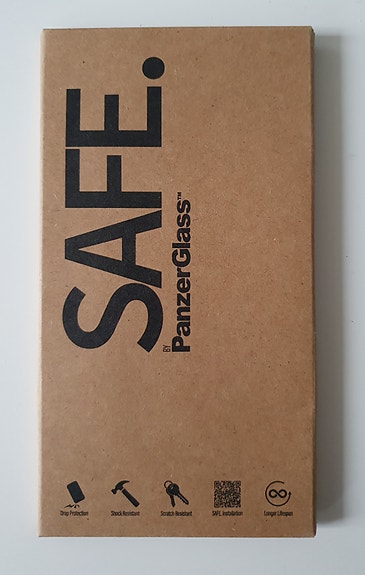 SAFE.
BY PanzerGlass™
Drop Protection
Shock Resistant
Scratch Resistant
SAFE. Installation
Longer Lifespan